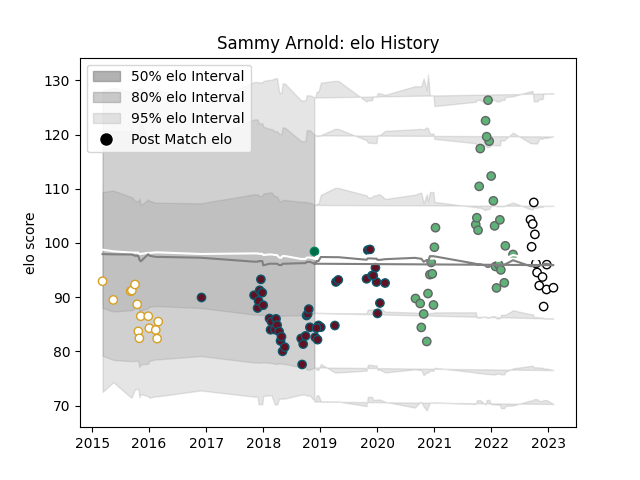 Sammy Arnold: elo History
50% elo Interval
80% elo Interval
95% elo Interval
Post Match elo
elo score
130
120
110
100
90
80
70
2015 2016 2017 2018 2019 2020 2021 2022 2023